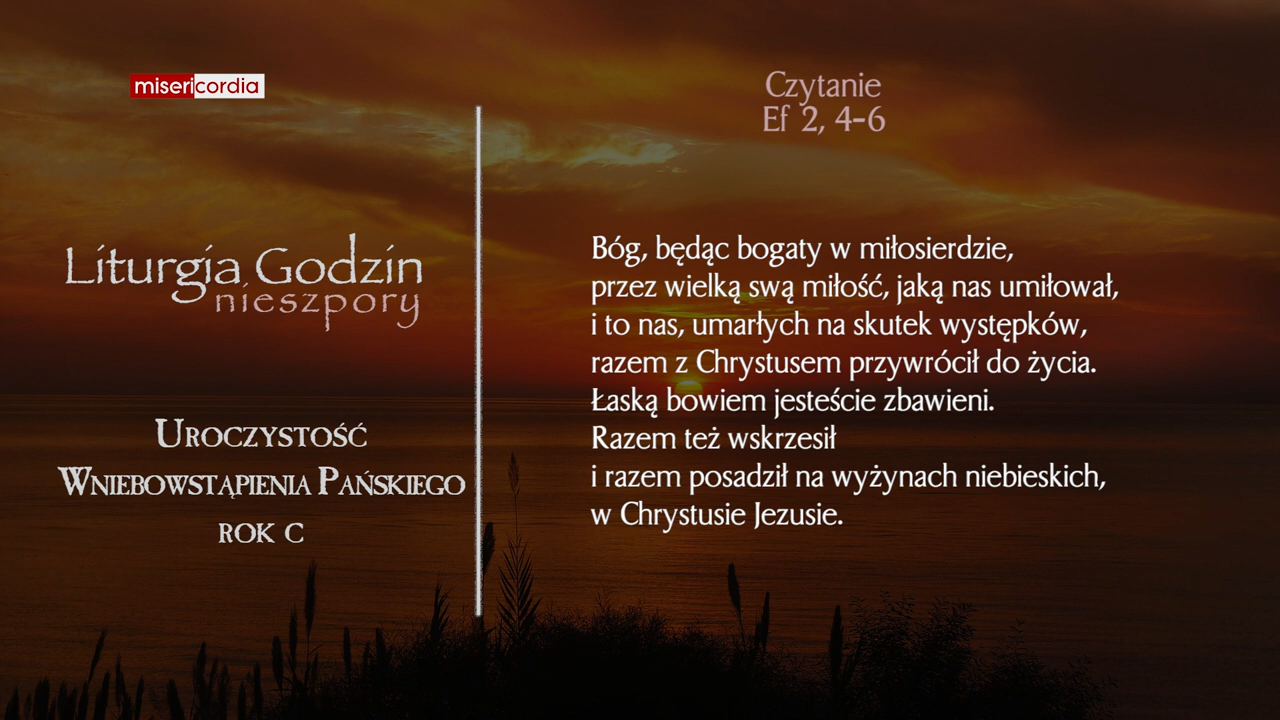 misericordia
Liturgia Godzin
nieszpory
Uroczystość
Wniebowstąpienia Pańskiego
rok C
Czytanie
Ef 2, 4-6
Bóg, będąc bogaty w miłosierdzie,
przez wielką swą miłość, jaką nas umiłował,
i to nas, umarłych na skutek występków,
razem z Chrystusem przywrócił do życia.
Łaską bowiem jesteście zbawieni.
Razem też wskrzesił
i razem posadził na wyżynach niebieskich,
w Chrystusie Jezusie.